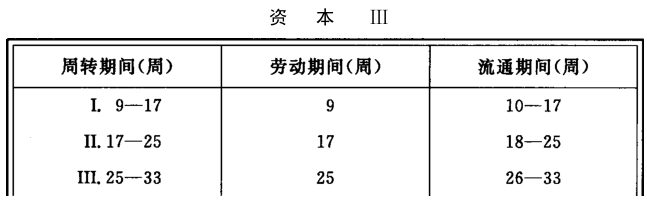 资 本 III
周转期间(周) 劳动期间(周) 流通期间(周)
I. 9—17 9 10—17
II. 17—25 17 18—25
III. 25—33 25 26—33